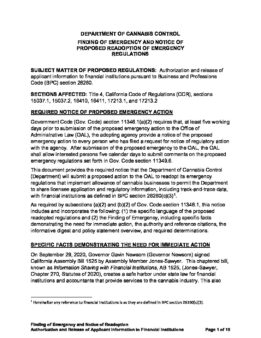 DEPARTMENT OF CANNABIS CONTROL
FINDING OF EMERGENCY AND NOTICE OF
PROPOSED READOPTION OF EMERGENCY
REGULATIONS
SUBJECT MATTER OF PROPOSED REGULATIONS: Authorization and release of
applicant information to financial institutions pursuant to Business and Professions
Code (BPC) section 26260.
SECTIONS AFFECTED: Title 4, California Code of Regulations (CCR), sections
15037.1, 15037.2, 16410, 16411, 17213.1, and 17213.2
REQUIRED NOTICE OF PROPOSED EMERGENCY ACTION
Government Code (Gov. Code) section 11346.1(a)(2) requires that, at least five working
days prior to submission of the proposed emergency action to the Office of
Administrative Law (OAL), the adopting agency provide a notice of the proposed
emergency action to every person who has filed a request for notice of regulatory action
with the agency. After submission of the proposed emergency to the OAL, the OAL
shall allow interested persons five calendar days to submit comments on the proposed
emergency regulations set forth in Gov. Code section 11349.6.
This document provides the required notice that the Department of Cannabis Control
(Department) will submit a proposed action to the OAL to readopt its emergency
regulations that implement allowance of cannabis businesses to permit the Department
to share licensee application and regulatory information, including track-and-trace data,
with financial institutions as defined in BPC section 26260(c)(3)¹.
As required by subsections (a)(2) and (b)(2) of Gov. Code section 11346.1, this notice
includes and incorporates the following: (1) the specific language of the proposed
readopted regulations and (2) the Finding of Emergency, including specific facts
demonstrating the need for immediate action, the authority and reference citations, the
informative digest and policy statement overview, and required determinations.
SPECIFIC FACTS DEMONSTRATING THE NEED FOR IMMEDIATE ACTION
On September 29, 2020, Governor Gavin Newsom (Governor Newsom) signed
California Assembly Bill 1525 by Assembly Member Jones-Sawyer. This chaptered bill,
known as Information Sharing with Financial Institutions, AB 1525, (Jones-Sawyer,
Chapter 270, Statutes of 2020), creates a safe harbor under state law for financial
institutions and accountants that provide services to the cannabis industry. This also
¹ Hereinafter any reference to financial institutions is as they are defined in BPC section 26260(c)(3).
Finding of Emergency and Notice of Readoption
Authorization and Release of Applicant Information to Financial Institutions Page 1 of 15